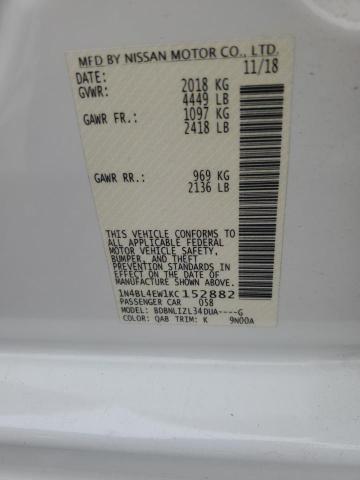 MFD BY NISSAN MOTOR CO., LTD.
DATE: 11/18
GVWR: 2018 KG
4449 LB
GAWR FR.: 1097 KG
2418 LB
GAWR RR.: 969 KG
2136 LB
THIS VEHICLE CONFORMS TO
ALL APPLICABLE FEDERAL
MOTOR VEHICLE SAFETY,
BUMPER, AND THEFT
PREVENTION STANDARDS
IN EFFECT ON THE DATE OF
MANUFACTURE SHOWN ABOVE.
1N4BL4EW1KC152882
PASSENGER CAR 058
MODEL: BDBNLIZL34DUA----G
COLOR: QAB TRIM: K 9N00A